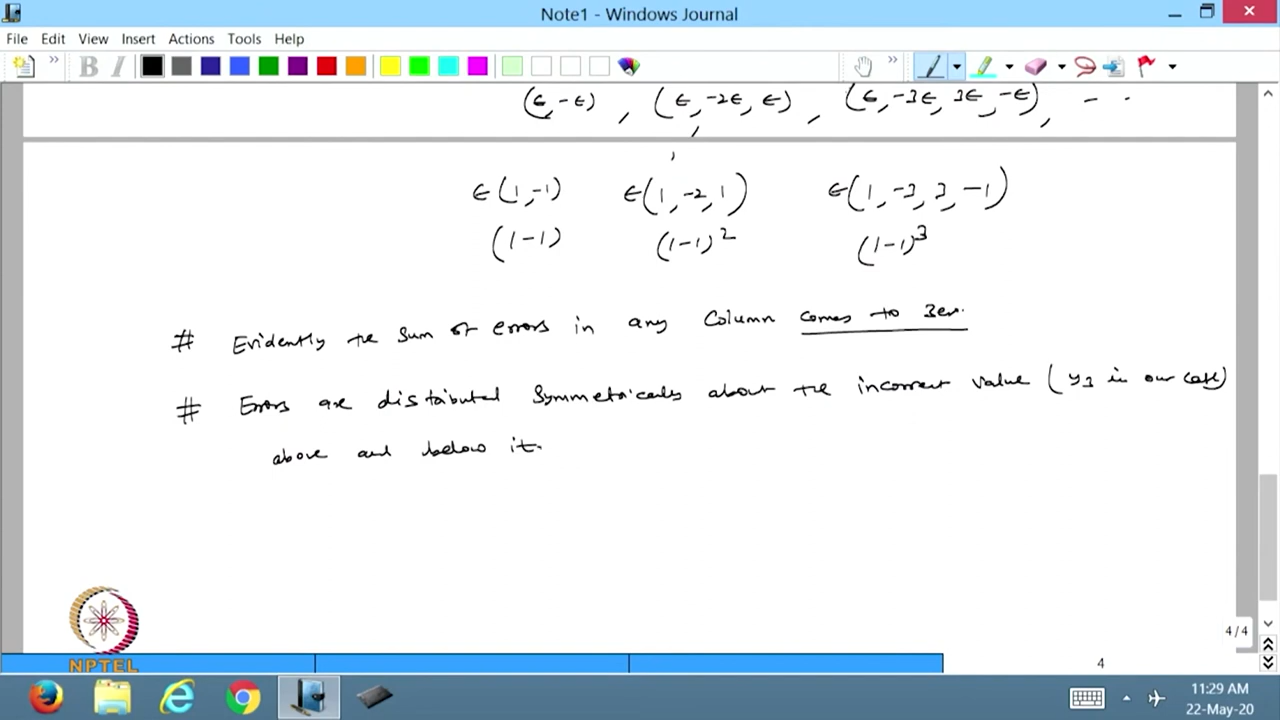 Note1 - Windows Journal
File Edit View Insert Actions Tools Help
(ϵ, -ϵ) , (ϵ, -2ϵ, ϵ) , (ϵ, -3ϵ, 3ϵ, -ϵ) , - -
ϵ(1, -1) ϵ(1, -2, 1) ϵ(1, -3, 3, -1)
(1-1) (1-1)² (1-1)³
# Evidently the sum of errors in any Column comes to zero.
# Errors are distributed Symmetrically about the incorrect value (y3 in our case)
above and below it.
4/4
NPTEL
4
11:29 AM
22-May-20